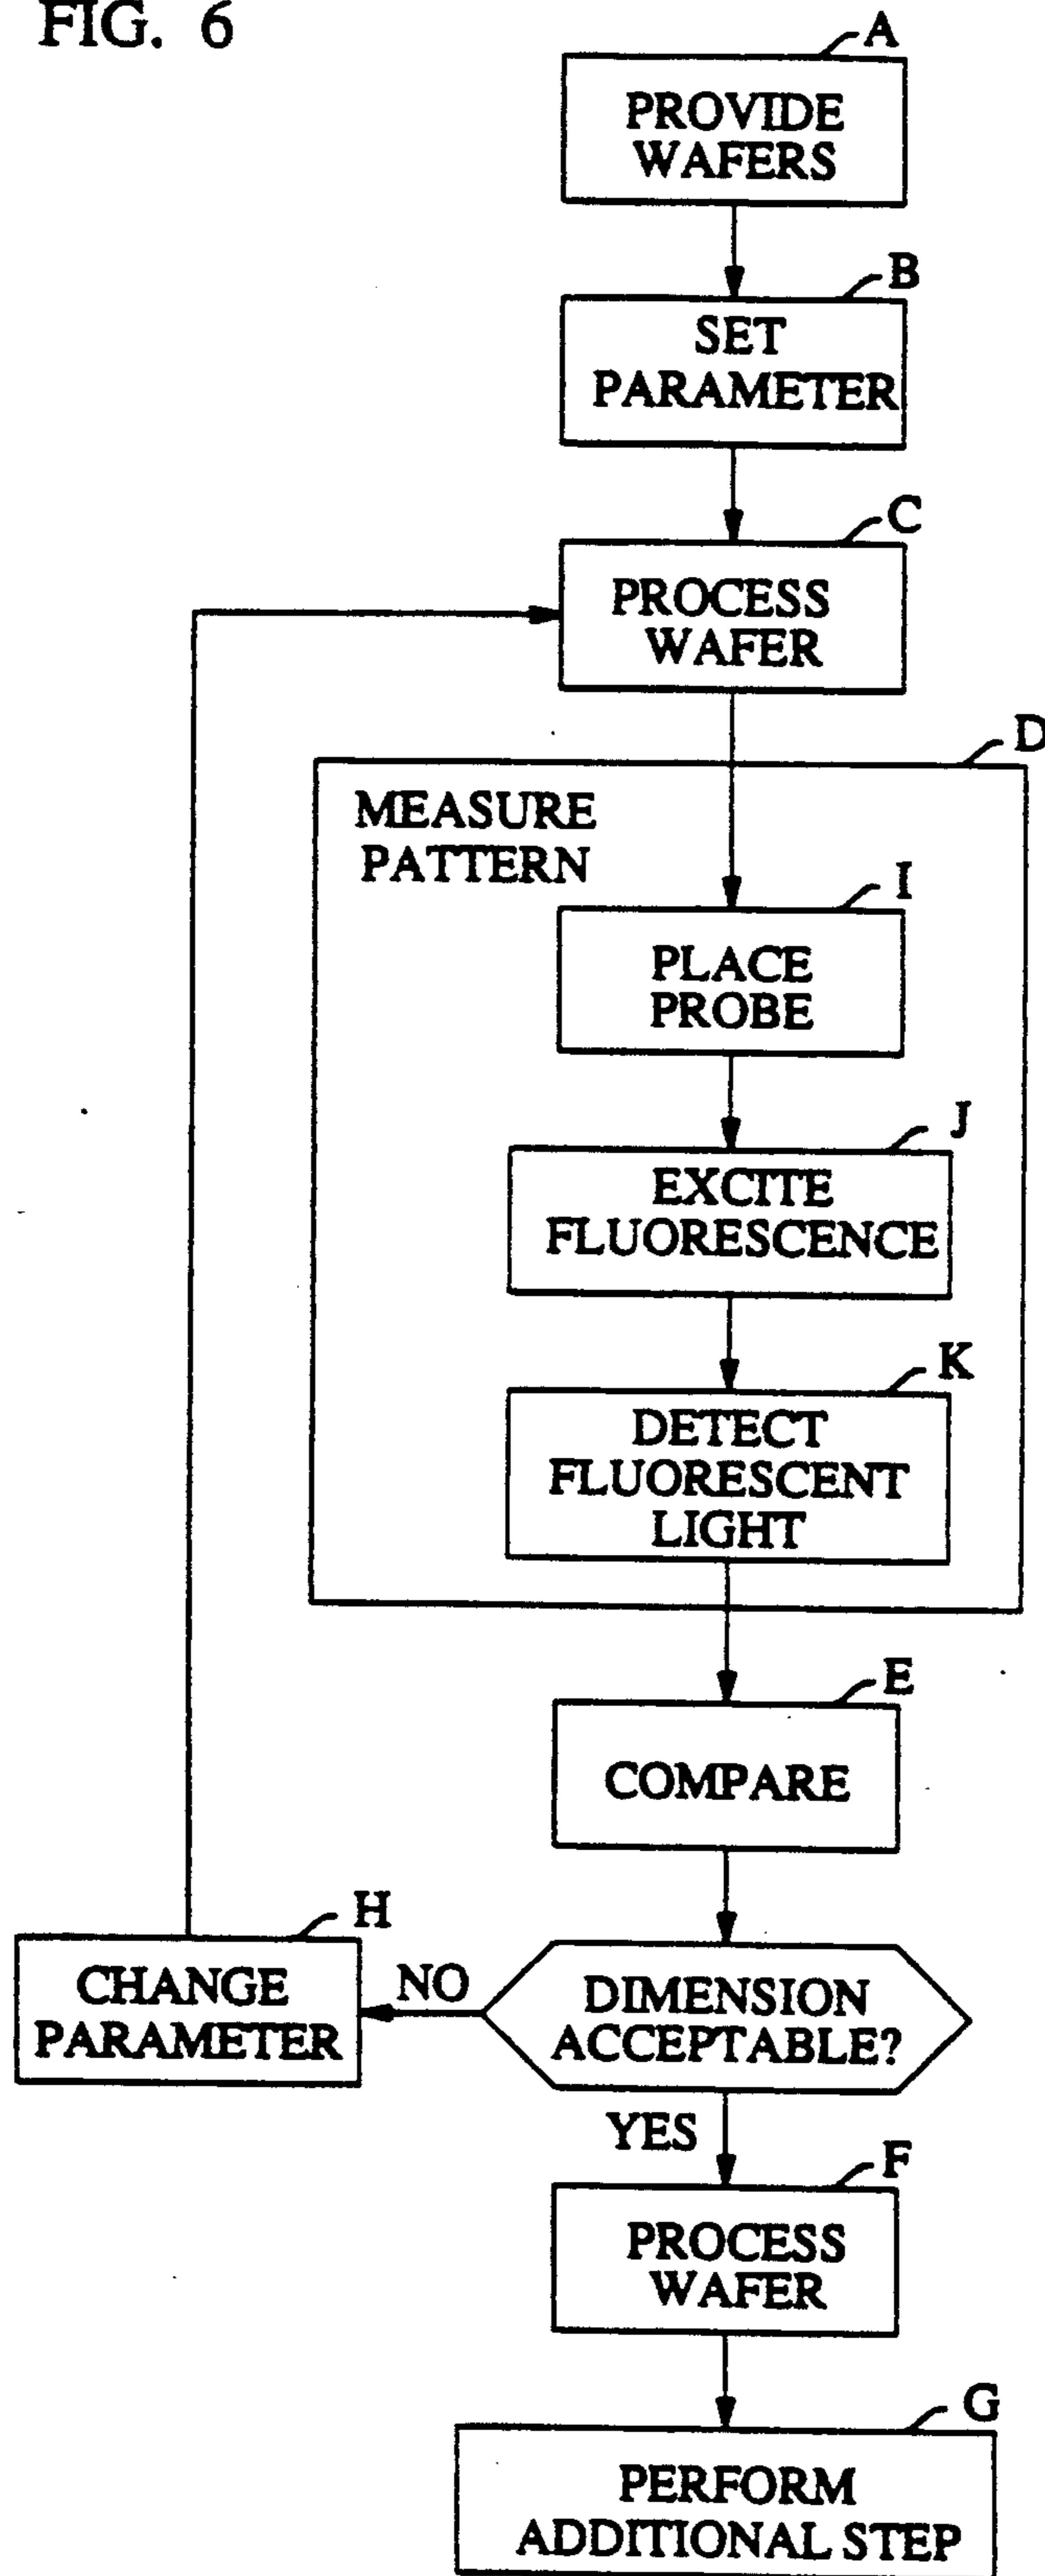 FIG. 6
A
PROVIDE
WAFERS
B
SET
PARAMETER
C
PROCESS
WAFER
D
MEASURE
PATTERN
I
PLACE
PROBE
J
EXCITE
FLUORESCENCE
K
DETECT
FLUORESCENT
LIGHT
E
COMPARE
DIMENSION
ACCEPTABLE?
NO
H
CHANGE
PARAMETER
YES
F
PROCESS
WAFER
G
PERFORM
ADDITIONAL STEP